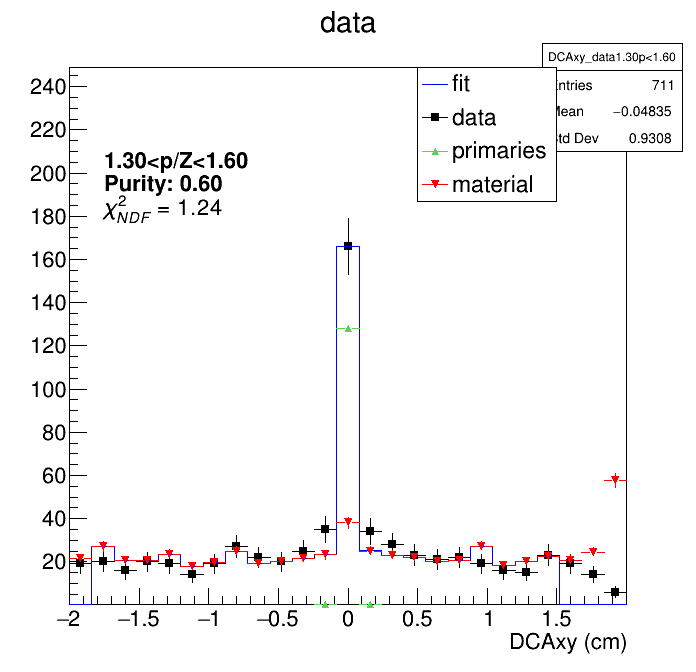 data
DCAxy_data1.30p<1.60
ntries 711
Mean −0.04835
td Dev 0.9308
fit
data
primaries
material
1.30<p/Z<1.60
Purity: 0.60
χ²NDF = 1.24
240
220
200
180
160
140
120
100
80
60
40
20
−2 −1.5 −1 −0.5 0 0.5 1 1.5
DCAxy (cm)